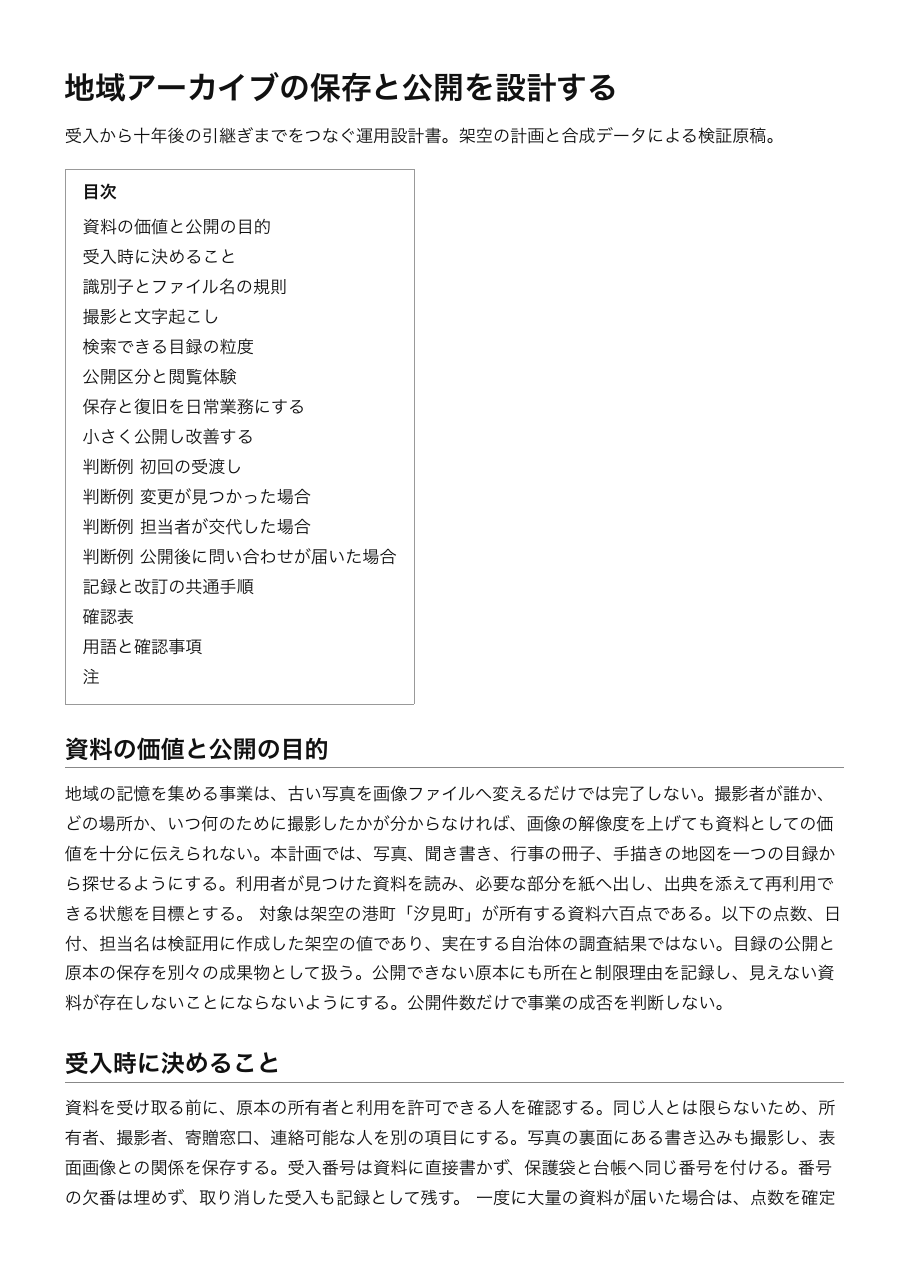 地域アーカイブの保存と公開を設計する
受入から十年後の引継ぎまでをつなぐ運用設計書。架空の計画と合成データによる検証原稿。
目次
資料の価値と公開の目的
受入時に決めること
識別子とファイル名の規則
撮影と文字起こし
検索できる目録の粒度
公開区分と閲覧体験
保存と復旧を日常業務にする
小さく公開し改善する
判断例 初回の受渡し
判断例 変更が見つかった場合
判断例 担当者が交代した場合
判断例 公開後に問い合わせが届いた場合
記録と改訂の共通手順
確認表
用語と確認事項
注
資料の価値と公開の目的
地域の記憶を集める事業は、古い写真を画像ファイルへ変えるだけでは完了しない。撮影者が誰か、
どの場所か、いつ何のために撮影したかが分からなければ、画像の解像度を上げても資料としての価
値を十分に伝えられない。本計画では、写真、聞き書き、行事の冊子、手描きの地図を一つの目録か
ら探せるようにする。利用者が見つけた資料を読み、必要な部分を紙へ出し、出典を添えて再利用で
きる状態を目標とする。 対象は架空の港町「汐見町」が所有する資料六百点である。以下の点数、日
付、担当名は検証用に作成した架空の値であり、実在する自治体の調査結果ではない。目録の公開と
原本の保存を別々の成果物として扱う。公開できない原本にも所在と制限理由を記録し、見えない資
料が存在しないことにならないようにする。公開件数だけで事業の成否を判断しない。
受入時に決めること
資料を受け取る前に、原本の所有者と利用を許可できる人を確認する。同じ人とは限らないため、所
有者、撮影者、寄贈窓口、連絡可能な人を別の項目にする。写真の裏面にある書き込みも撮影し、表
面画像との関係を保存する。受入番号は資料に直接書かず、保護袋と台帳へ同じ番号を付ける。番号
の欠番は埋めず、取り消した受入も記録として残す。 一度に大量の資料が届いた場合は、点数を確定